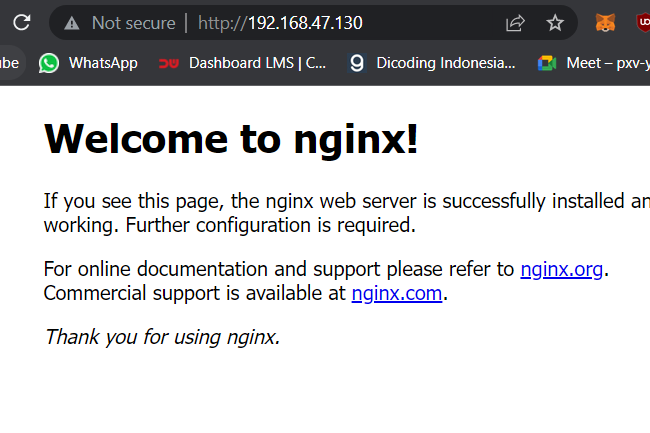 Not secure | http://192.168.47.130
ube WhatsApp Dashboard LMS | C... Dicoding Indonesia... Meet – pxv-y
Welcome to nginx!
If you see this page, the nginx web server is successfully installed an
working. Further configuration is required.
For online documentation and support please refer to nginx.org.
Commercial support is available at nginx.com.
Thank you for using nginx.